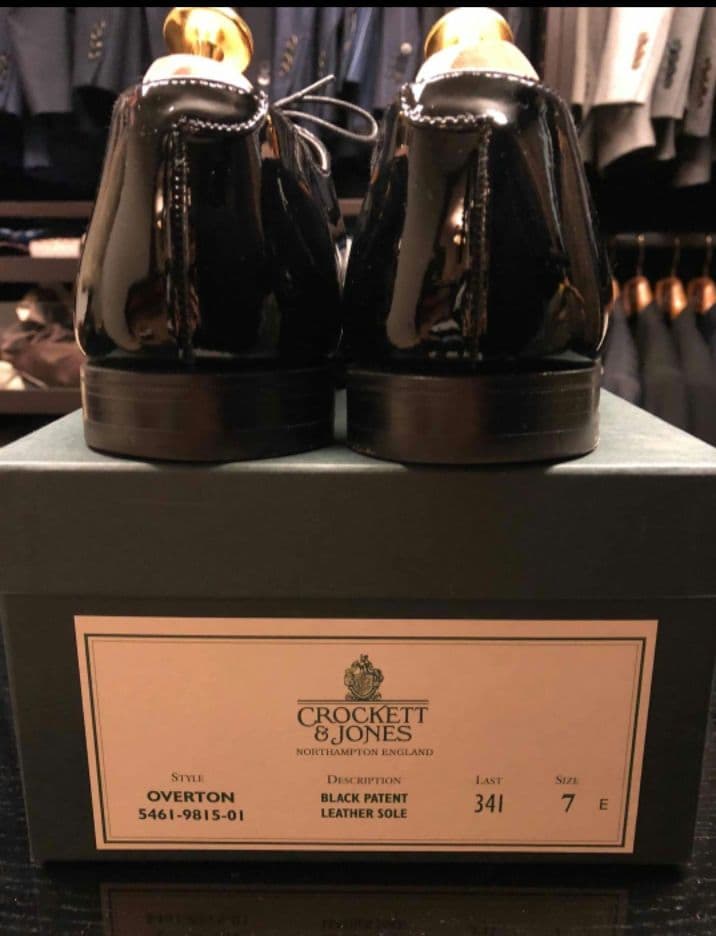 CROCKETT
& JONES
NORTHAMPTON ENGLAND
STYLE
OVERTON
5461-9815-01
DESCRIPTION
BLACK PATENT
LEATHER SOLE
LAST
341
SIZE
7 E